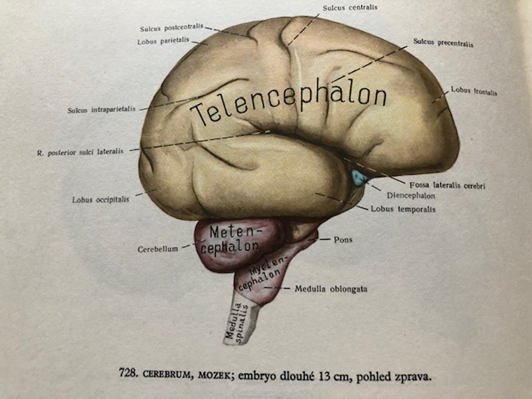 Sulcus centralis
Sulcus postcentralis
Lobus parietalis
Sulcus precentralis
Lobus frontalis
Telencephalon
Sulcus intraparietalis
R. posterior sulci lateralis
Fossa lateralis cerebri
Diencephalon
Lobus occipitalis
Lobus temporalis
Meten-
cephalon
Cerebellum
Pons
Myelen-
cephalon
Medulla oblongata
Medulla
spinalis
728. CEREBRUM, MOZEK; embryo dlouhé 13 cm, pohled zprava.